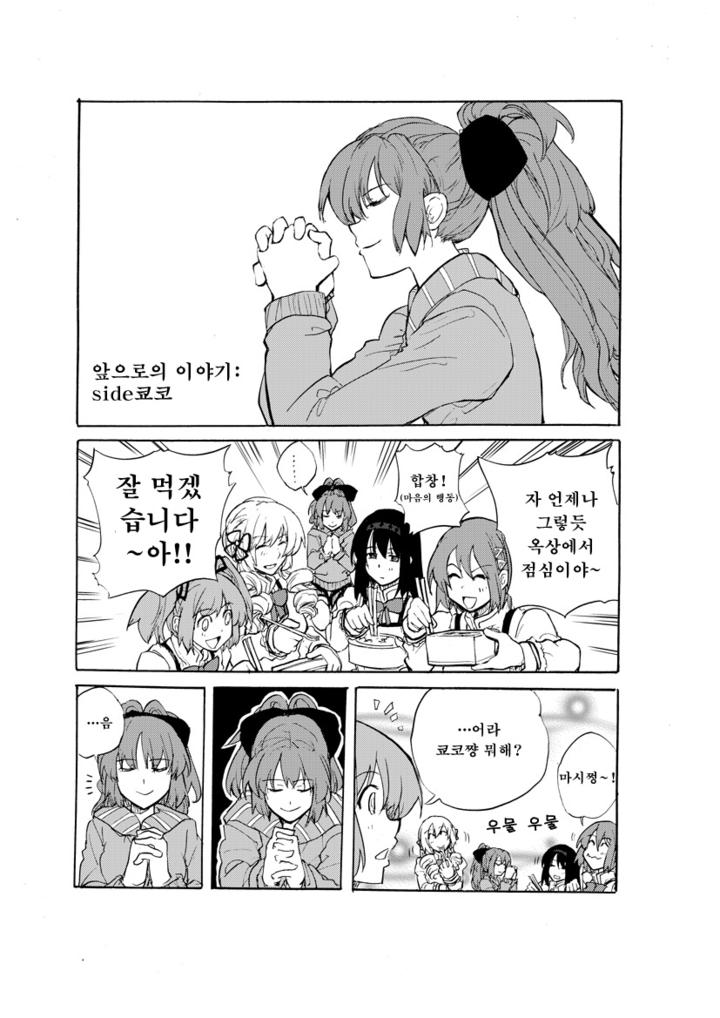 앞으로의 이야기:
side쿄코
자 언제나
그렇듯
옥상에서
점심이야~
합창!
(마음의 행동)
……
잘 먹겠
습니다
~아!!
…어라
쿄코쨩 뭐해?
마시쩡~!
우물 우물
…음